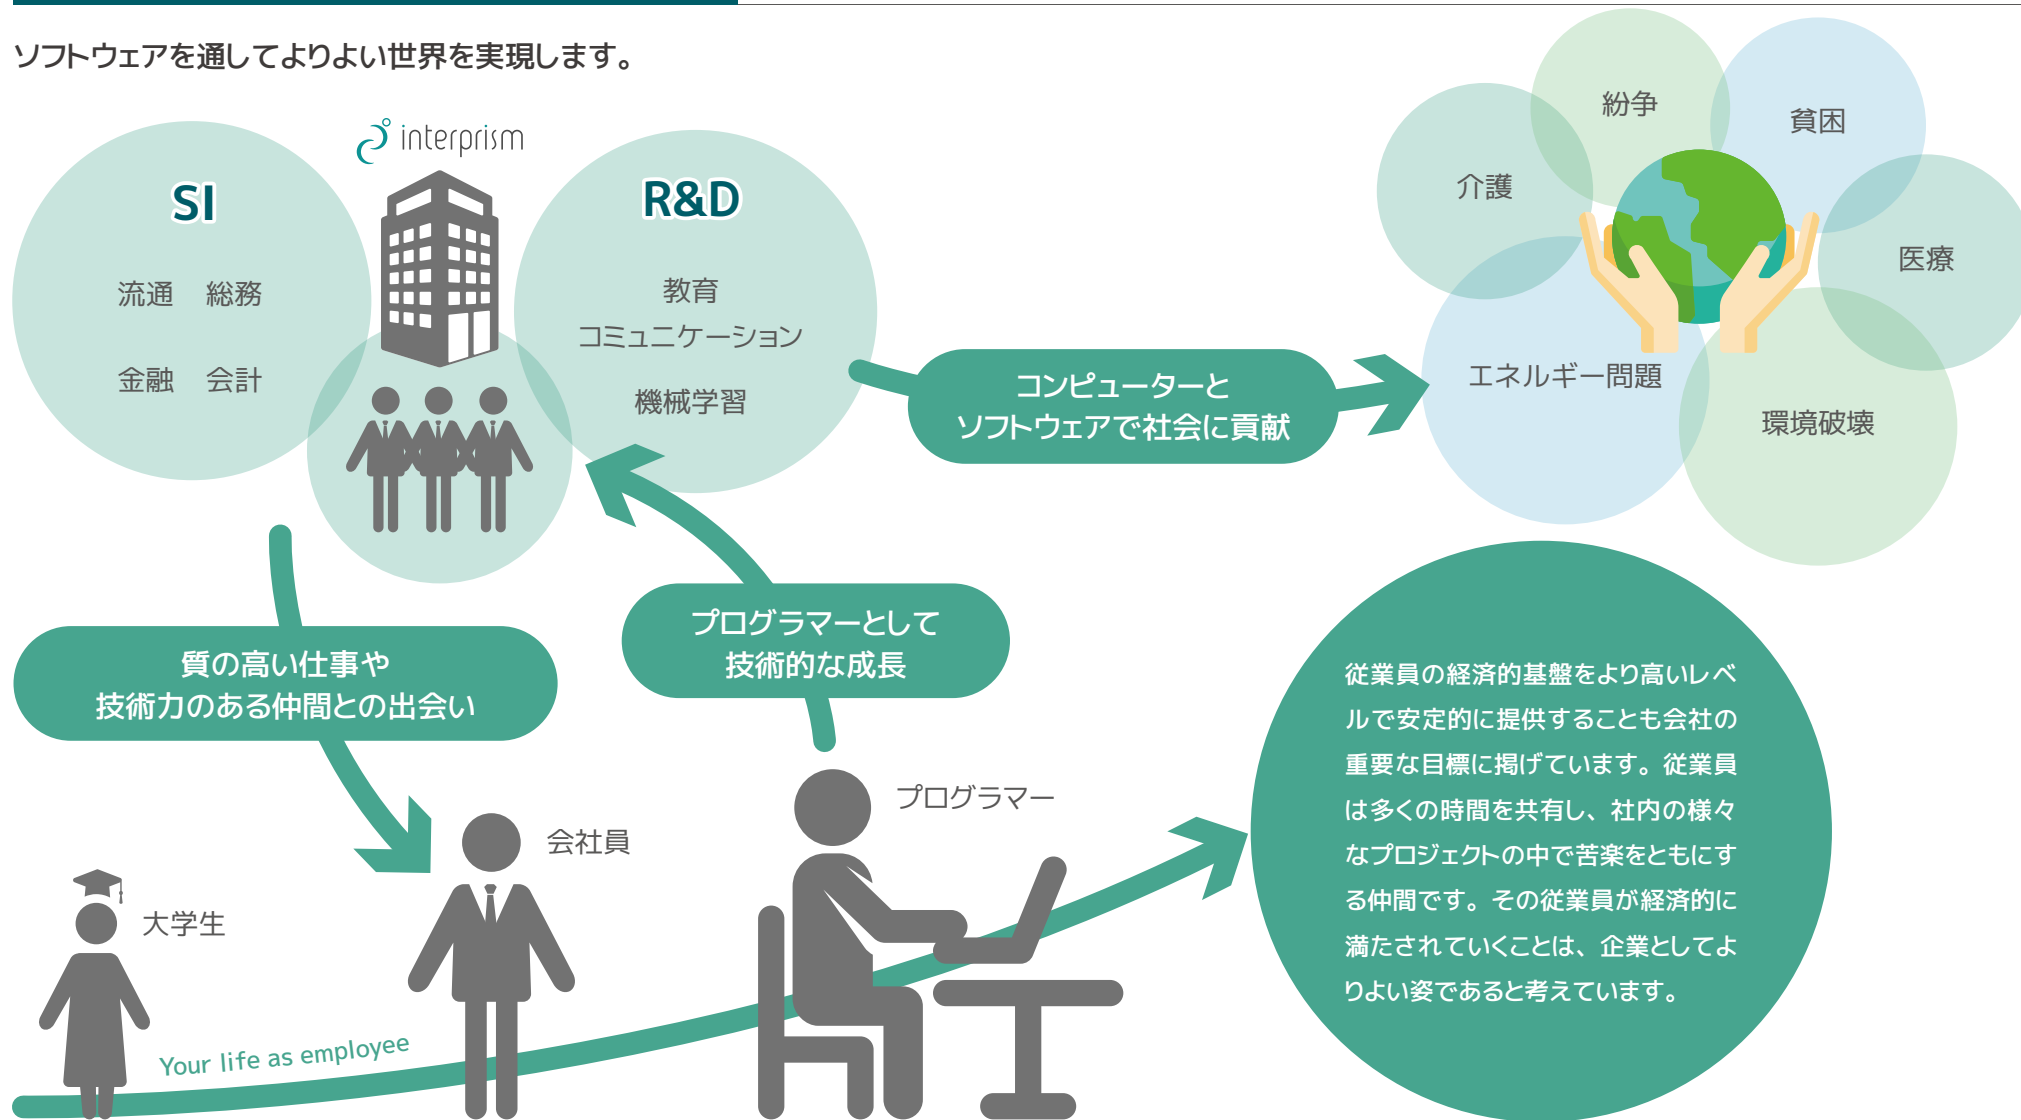 ソフトウェアを通してよりよい世界を実現します。
interprism
SI
流通 総務
金融 会計
R&D
教育
コミュニケーション
機械学習
コンピューターと
ソフトウェアで社会に貢献
紛争
貧困
介護
医療
エネルギー問題
環境破壊
質の高い仕事や
技術力のある仲間との出会い
プログラマーとして
技術的な成長
大学生
会社員
プログラマー
Your life as employee
従業員の経済的基盤をより高いレベ
ルで安定的に提供することも会社の
重要な目標に掲げています。従業員
は多くの時間を共有し、社内の様々
なプロジェクトの中で苦楽をともにす
る仲間です。その従業員が経済的に
満たされていくことは、企業としてよ
りよい姿であると考えています。